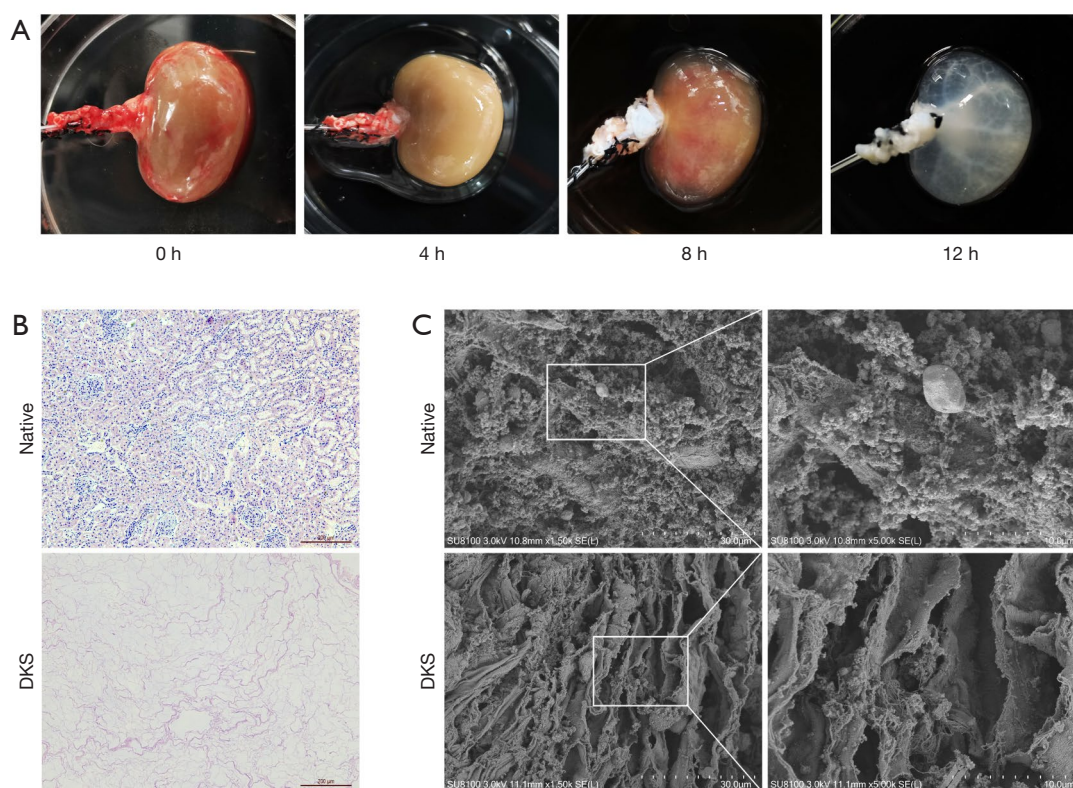 A
0 h
4 h
8 h
12 h
B
C
Native
Native
SU8100 3.0kV 10.8mm x1.50k SE(L)
30.0μm
SU8100 3.0kV 10.8mm x5.00k SE(L)
10.0μm
DKS
200 μm
DKS
SU8100 3.0kV 11.1mm x1.50k SE(L)
30.0μm
SU8100 3.0kV 11.1mm x5.00k SE(L)
10.0μm